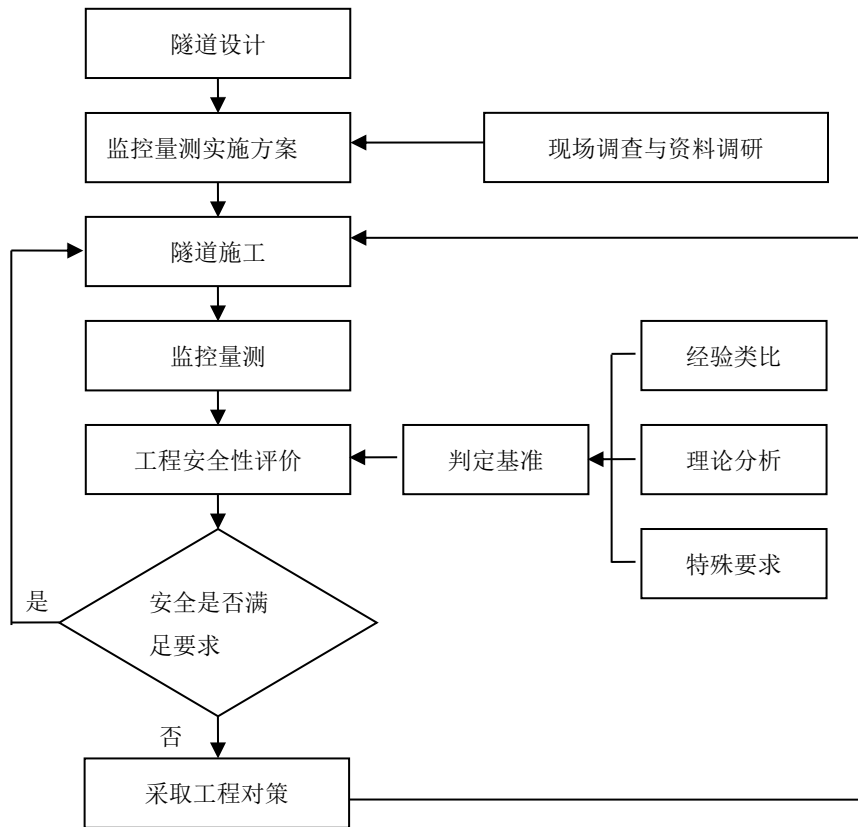 隧道设计
监控量测实施方案
现场调查与资料调研
隧道施工
监控量测
经验类比
工程安全性评价
判定基准
理论分析
特殊要求
是
安全是否满
足要求
否
采取工程对策